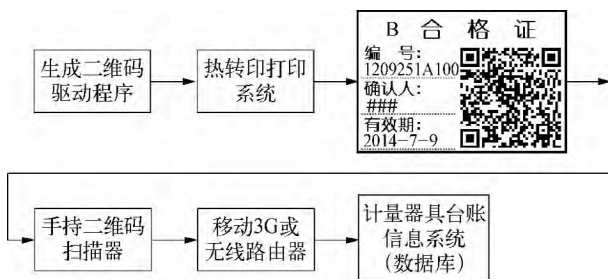 生成二维码
驱动程序
热转印打印
系统
B 合 格 证
编 号:
1209251A100
确认人:
###
有效期:
2014-7-9
手持二维码
扫描器
移动3G或
无线路由器
计量器具台账
信息系统
(数据库)